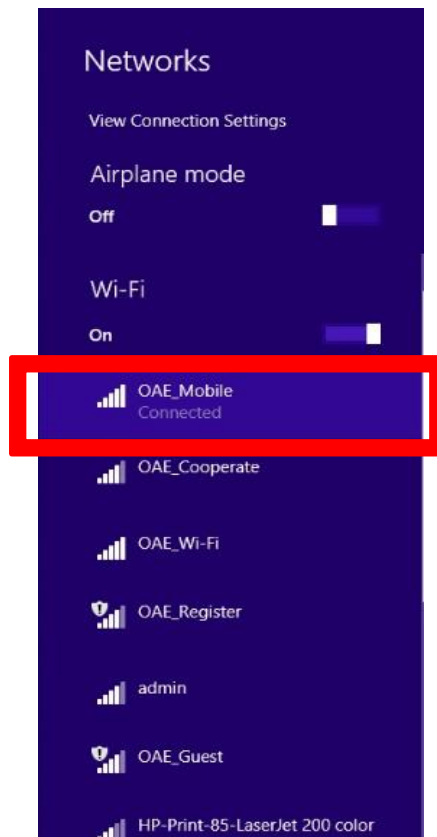 Networks
View Connection Settings
Airplane mode
Off
Wi-Fi
On
OAE_Mobile
Connected
OAE_Cooperate
OAE_Wi-Fi
OAE_Register
admin
OAE_Guest
HP-Print-85-LaserJet 200 color